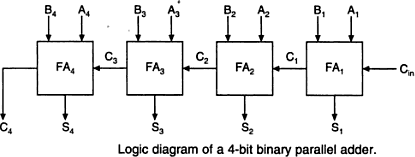 B4 A4 B3 A3 B2 A2 B1 A1
FA4 C3 FA3 C2 FA2 C1 FA1 Cin
C4 S4 S3 S2 S1
Logic diagram of a 4-bit binary parallel adder.